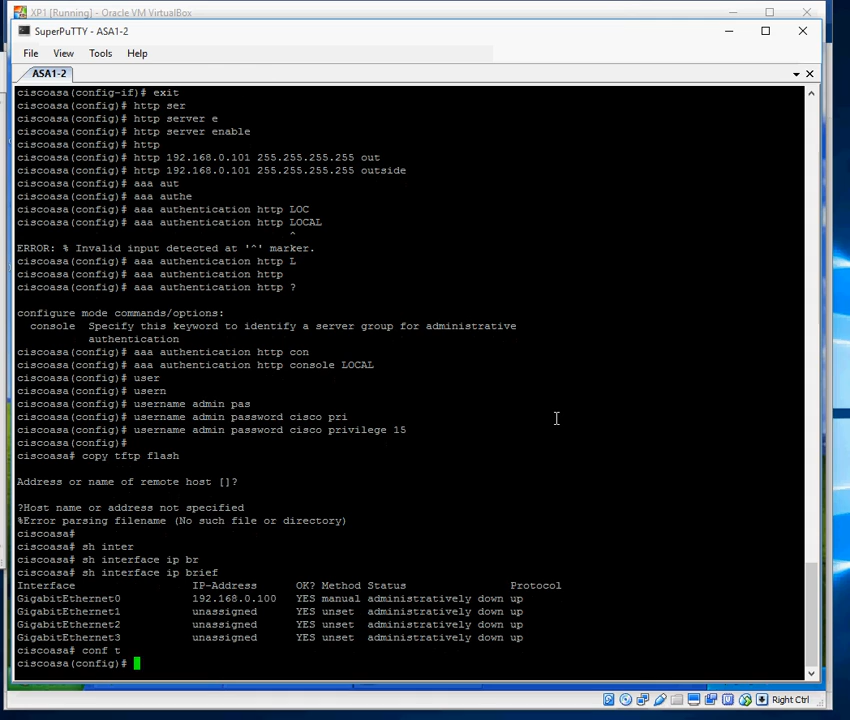 XP1 [Running] - Oracle VM VirtualBox
SuperPuTTY - ASA1-2
File View Tools Help
ASA1-2
ciscoasa(config-if)# exit
ciscoasa(config)# http ser
ciscoasa(config)# http server e
ciscoasa(config)# http server enable
ciscoasa(config)# http
ciscoasa(config)# http 192.168.0.101 255.255.255.255 out
ciscoasa(config)# http 192.168.0.101 255.255.255.255 outside
ciscoasa(config)# aaa aut
ciscoasa(config)# aaa authe
ciscoasa(config)# aaa authentication http LOC
ciscoasa(config)# aaa authentication http LOCAL
^
ERROR: % Invalid input detected at '^' marker.
ciscoasa(config)# aaa authentication http L
ciscoasa(config)# aaa authentication http
ciscoasa(config)# aaa authentication http ?
configure mode commands/options:
console Specify this keyword to identify a server group for administrative
authentication
ciscoasa(config)# aaa authentication http con
ciscoasa(config)# aaa authentication http console LOCAL
ciscoasa(config)# user
ciscoasa(config)# usern
ciscoasa(config)# username admin pas
ciscoasa(config)# username admin password cisco pri
ciscoasa(config)# username admin password cisco privilege 15
ciscoasa(config)#
ciscoasa# copy tftp flash
Address or name of remote host []?
?Host name or address not specified
%Error parsing filename (No such file or directory)
ciscoasa#
ciscoasa# sh inter
ciscoasa# sh interface ip br
ciscoasa# sh interface ip brief
Interface IP-Address OK? Method Status Protocol
GigabitEthernet0 192.168.0.100 YES manual administratively down up
GigabitEthernet1 unassigned YES unset administratively down up
GigabitEthernet2 unassigned YES unset administratively down up
GigabitEthernet3 unassigned YES unset administratively down up
ciscoasa# conf t
ciscoasa(config)#
Right Ctrl